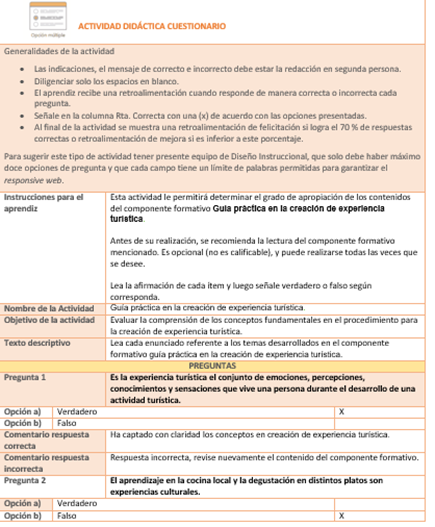 Opción múltiple
ACTIVIDAD DIDÁCTICA CUESTIONARIO
Generalidades de la actividad
• Las indicaciones, el mensaje de correcto e incorrecto debe estar la redacción en segunda persona.
• Diligenciar solo los espacios en blanco.
• El aprendiz recibe una retroalimentación cuando responde de manera correcta o incorrecta cada
pregunta.
• Señale en la columna Rta. Correcta con una (x) de acuerdo con las opciones presentadas.
• Al final de la actividad se muestra una retroalimentación de felicitación si logra el 70 % de respuestas
correctas o retroalimentación de mejora si es inferior a este porcentaje.
Para sugerir este tipo de actividad tener presente equipo de Diseño Instruccional, que solo debe haber máximo
doce opciones de pregunta y que cada campo tiene un límite de palabras permitidas para garantizar el
responsive web.
Instrucciones para el
aprendiz
Esta actividad le permitirá determinar el grado de apropiación de los contenidos
del componente formativo Guía práctica en la creación de experiencia
turística.
Antes de su realización, se recomienda la lectura del componente formativo
mencionado. Es opcional (no es calificable), y puede realizarse todas las veces que
se desee.
Lea la afirmación de cada ítem y luego señale verdadero o falso según
corresponda.
Nombre de la Actividad
Guía práctica en la creación de experiencia turística.
Objetivo de la actividad
Evaluar la comprensión de los conceptos fundamentales en el procedimiento para
la creación de experiencia turística.
Texto descriptivo
Lea cada enunciado referente a los temas desarrollados en el componente
formativo guía práctica en la creación de experiencia turística.
PREGUNTAS
Pregunta 1
Es la experiencia turística el conjunto de emociones, percepciones,
conocimientos y sensaciones que vive una persona durante el desarrollo de una
actividad turística.
Opción a) Verdadero X
Opción b) Falso
Comentario respuesta
correcta
Ha captado con claridad los conceptos en creación de experiencia turística.
Comentario respuesta
incorrecta
Respuesta incorrecta, revise nuevamente el contenido del componente formativo.
Pregunta 2
El aprendizaje en la cocina local y la degustación en distintos platos son
experiencias culturales.
Opción a) Verdadero
Opción b) Falso X